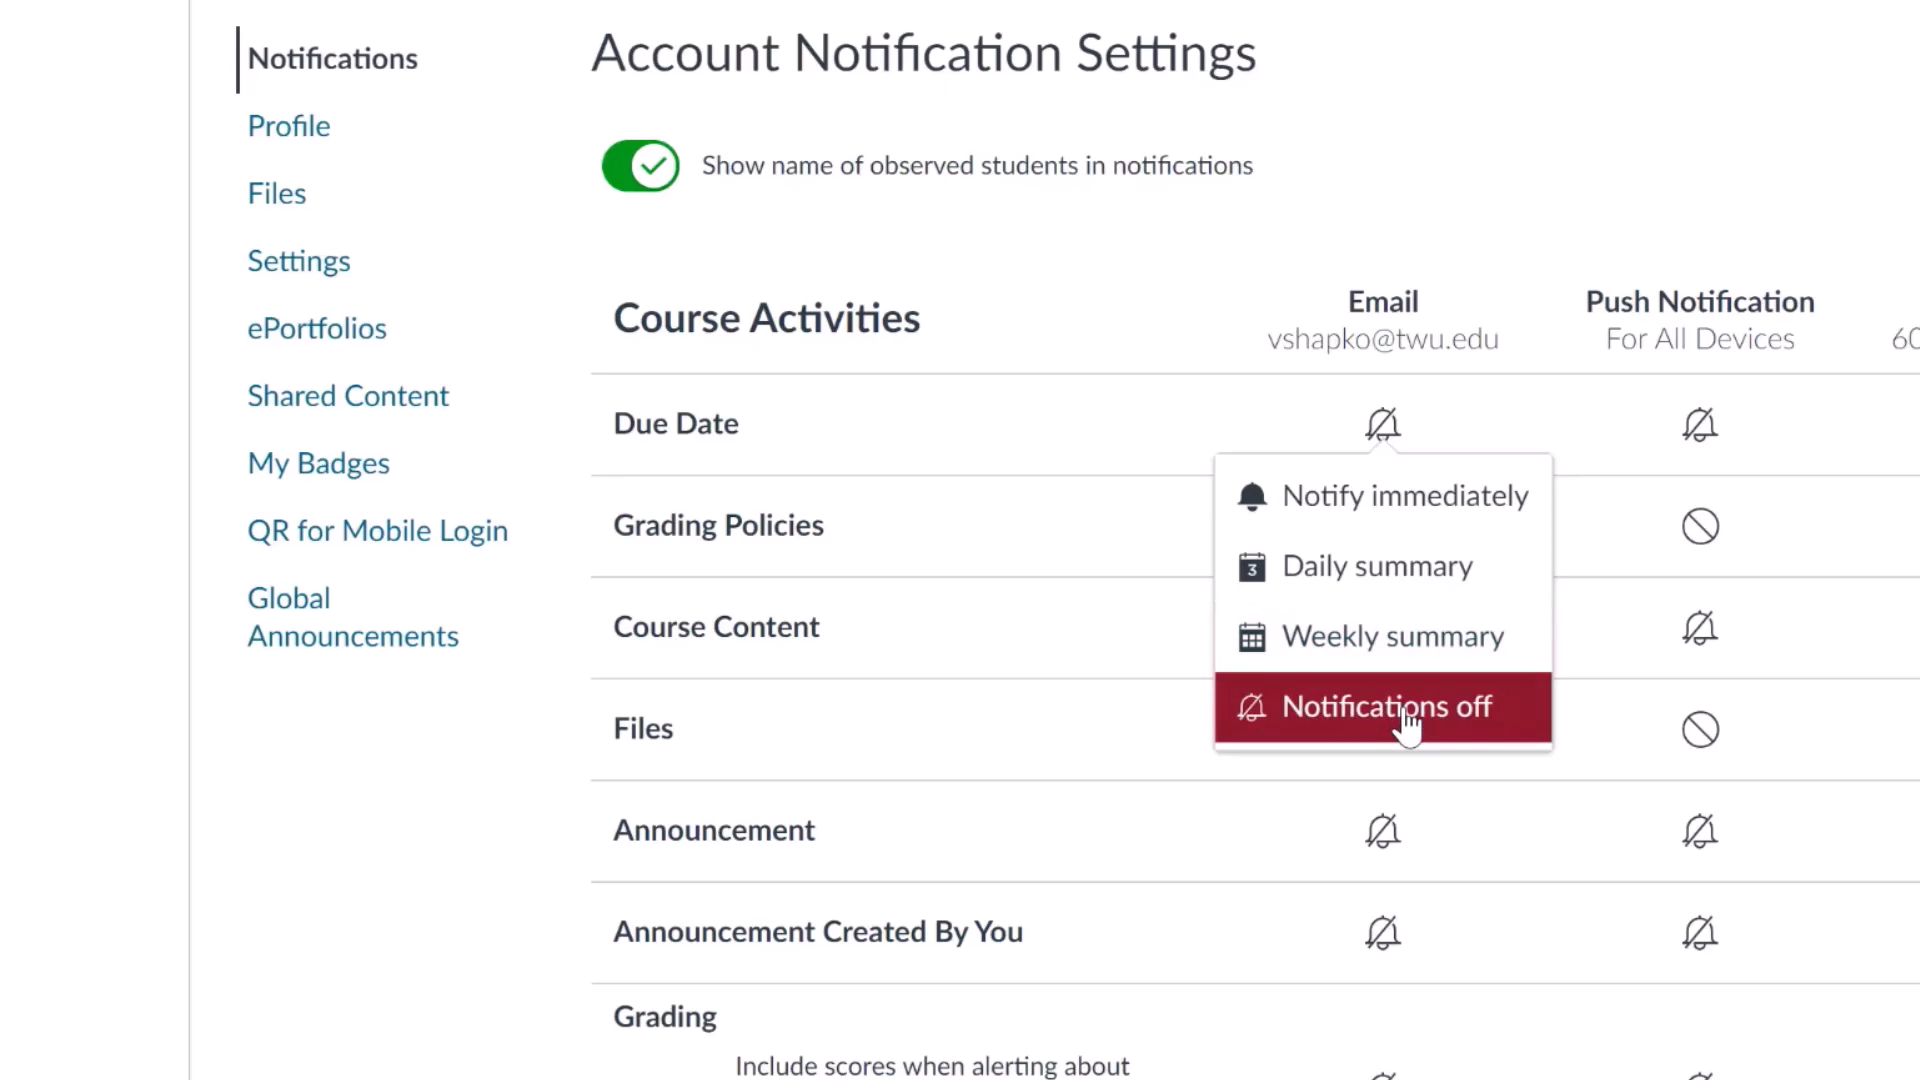 Notifications
Profile
Files
Settings
ePortfolios
Shared Content
My Badges
QR for Mobile Login
Global
Announcements
Account Notification Settings
Show name of observed students in notifications
Course Activities
Email
vshapko@twu.edu
Push Notification
For All Devices
60
Due Date
Notify immediately
Grading Policies
3 Daily summary
Course Content
Weekly summary
Notifications off
Files
Announcement
Announcement Created By You
Grading
Include scores when alerting about